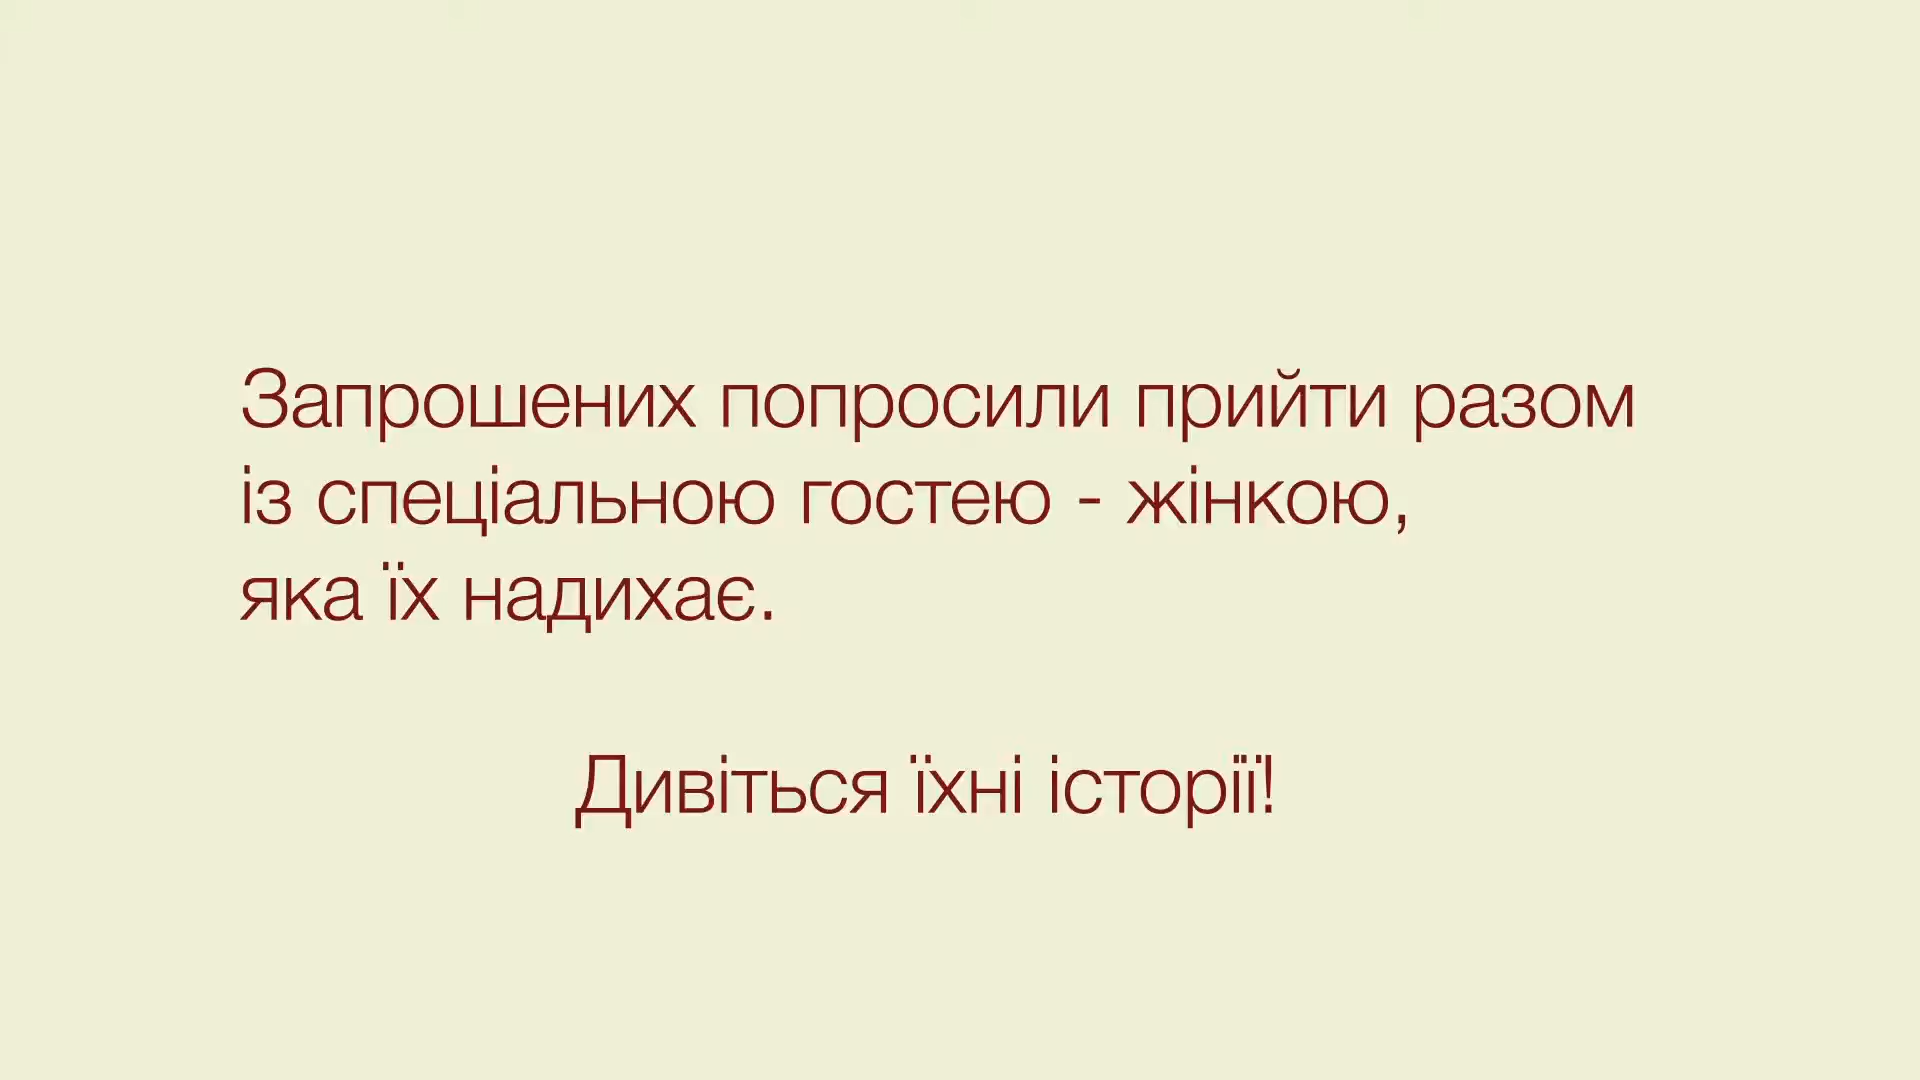 Запрошених попросили прийти разом
із спеціальною гостею - жінкою,
яка їх надихає.
Дивіться їхні історії!